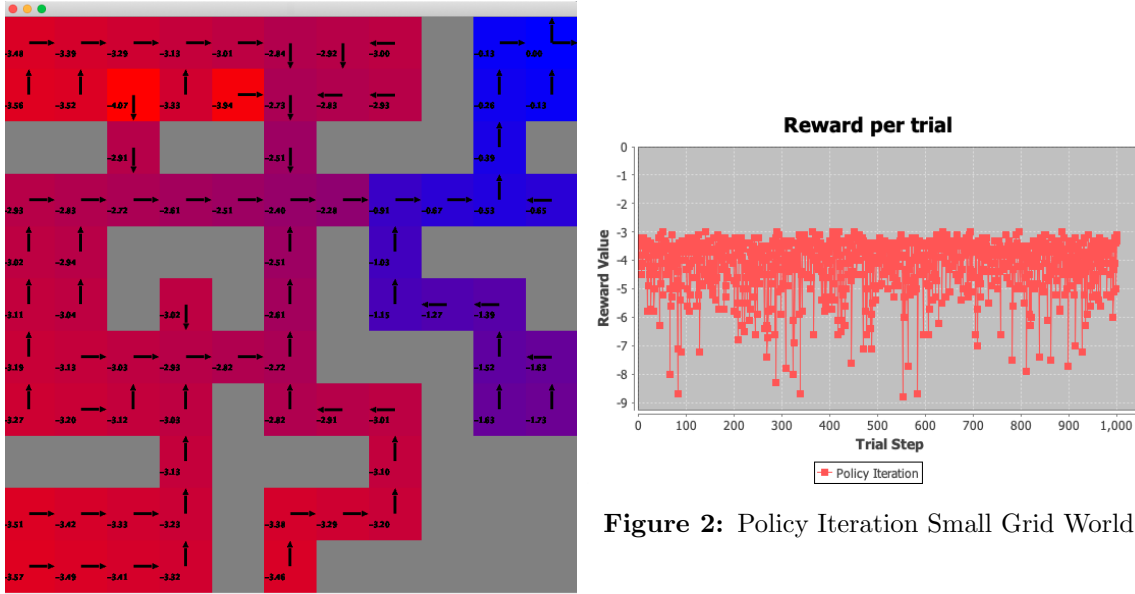 -3.48 -3.39 -3.29 -3.13 -3.01 -2.84 -2.92 -3.00 -0.13 0.00
-3.56 -3.52 -4.07 -3.33 -3.94 -2.73 -2.83 -2.93 -0.26 -0.13
-2.91 -2.51 -0.39
-2.93 -2.83 -2.72 -2.61 -2.51 -2.40 -2.28 -0.91 -0.67 -0.53
-3.02 -2.94 -2.51 -1.03
-3.11 -3.04 -3.02 -2.61 -1.15 -1.27 -1.39
-3.19 -3.13 -3.03 -2.93 -2.82 -2.72 -1.52 -1.63
-3.27 -3.20 -3.12 -3.03 -2.82 -2.91 -3.01 -1.63 -1.73
-3.13 -3.10
-3.51 -3.42 -3.33 -3.23 -3.38 -3.29 -3.20
-3.57 -3.49 -3.41 -3.32 -3.46
Reward per trial
Reward Value
0
-1
-2
-3
-4
-5
-6
-7
-8
-9
0 100 200 300 400 500 600 700 800 900 1,000
Trial Step
Policy Iteration
Figure 2: Policy Iteration Small Grid World